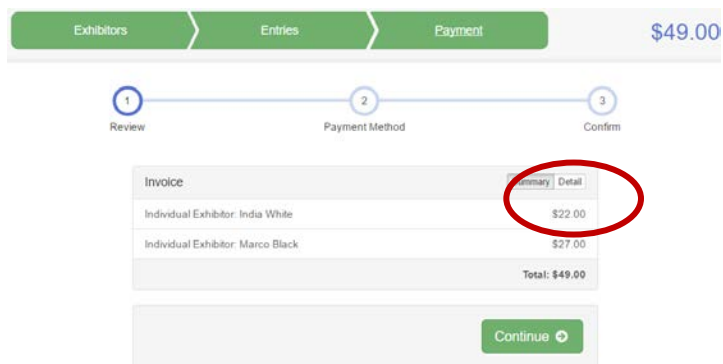 Exhibitors Entries Payment $49.00
1 2 3
Review Payment Method Confirm
Invoice Summary Detail
Individual Exhibitor: India White $22.00
Individual Exhibitor: Marco Black $27.00
Total: $49.00
Continue